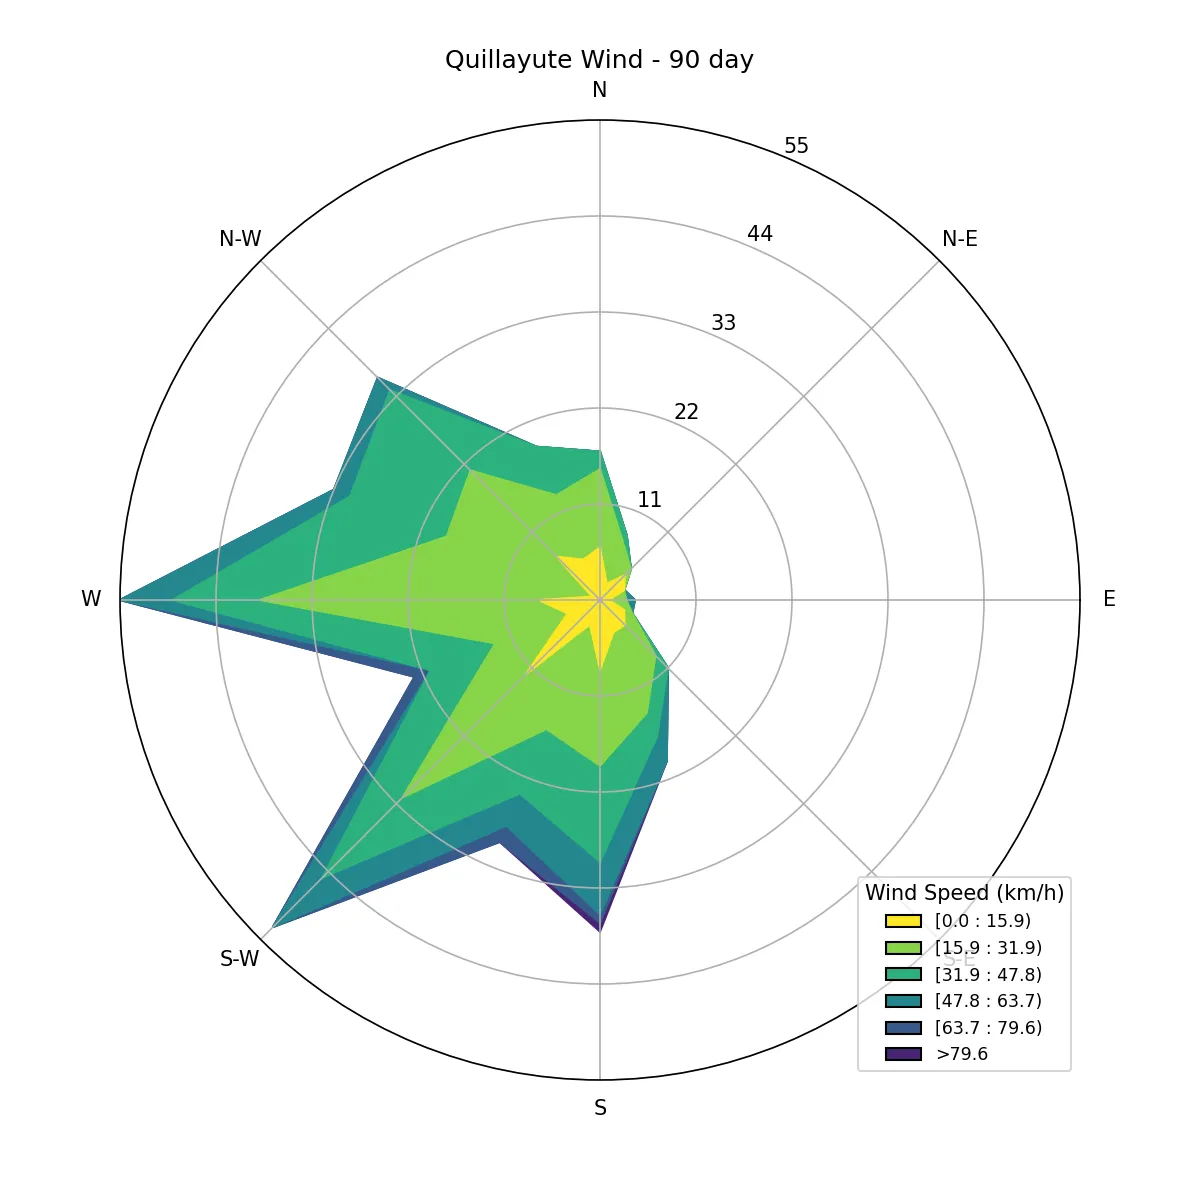 Quillayute Wind - 90 day
N
55
N-W
44
N-E
33
22
11
W
E
S-W
S-E
S
Wind Speed (km/h)
[0.0 : 15.9)
[15.9 : 31.9)
[31.9 : 47.8)
[47.8 : 63.7)
[63.7 : 79.6)
>79.6